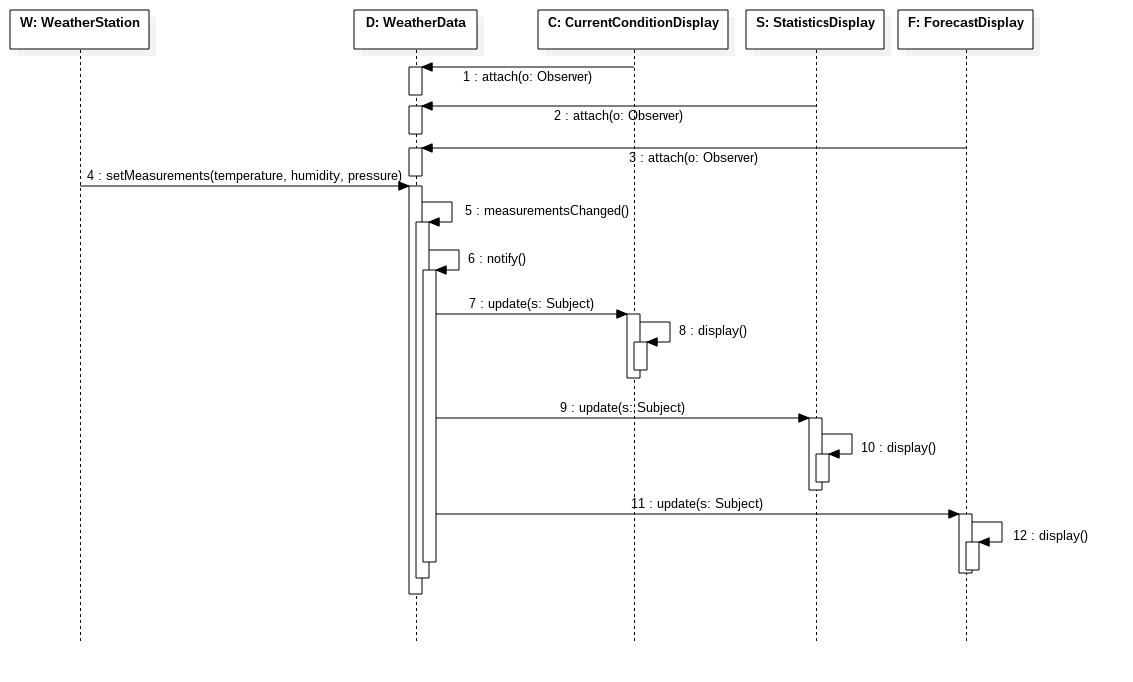 W: WeatherStation
D: WeatherData
C: CurrentConditionDisplay
S: StatisticsDisplay
F: ForecastDisplay
1 : attach(o: Observer)
2 : attach(o: Observer)
3 : attach(o: Observer)
4 : setMeasurements(temperature, humidity, pressure)
5 : measurementsChanged()
6 : notify()
7 : update(s: Subject)
8 : display()
9 : update(s: Subject)
10 : display()
11 : update(s: Subject)
12 : display()